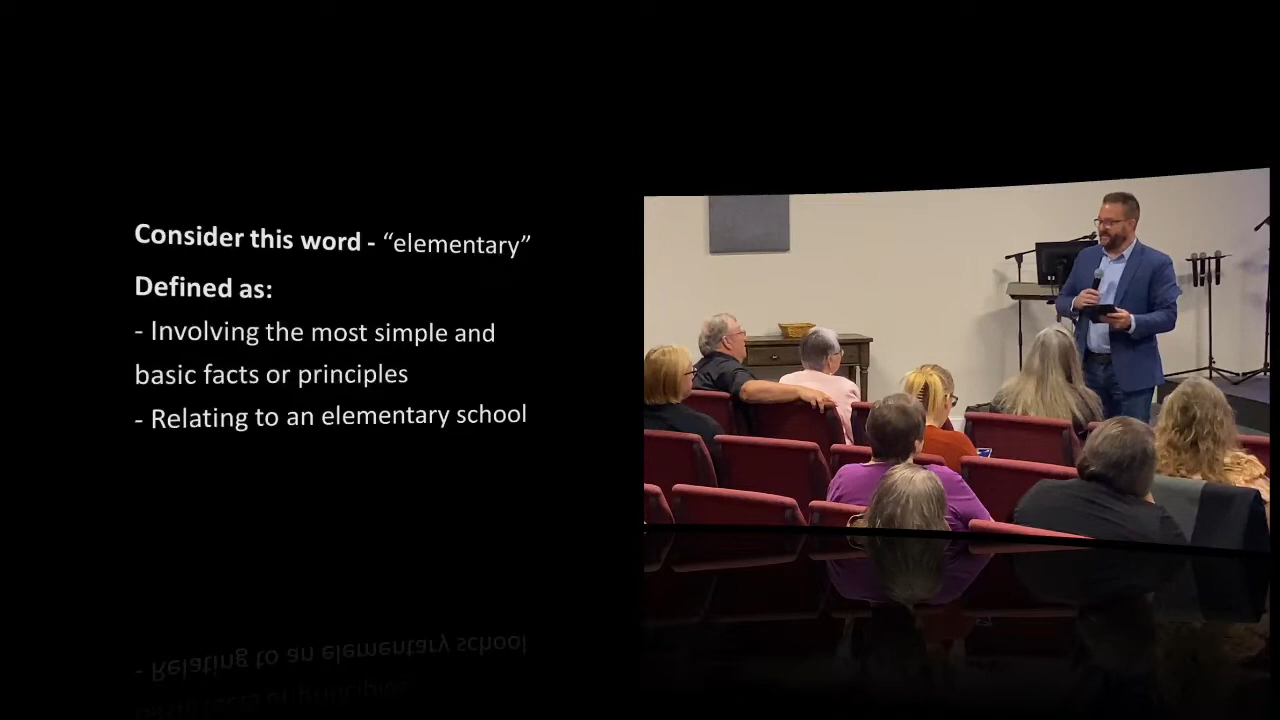 Consider this word - “elementary”
Defined as:
- Involving the most simple and
basic facts or principles
- Relating to an elementary school